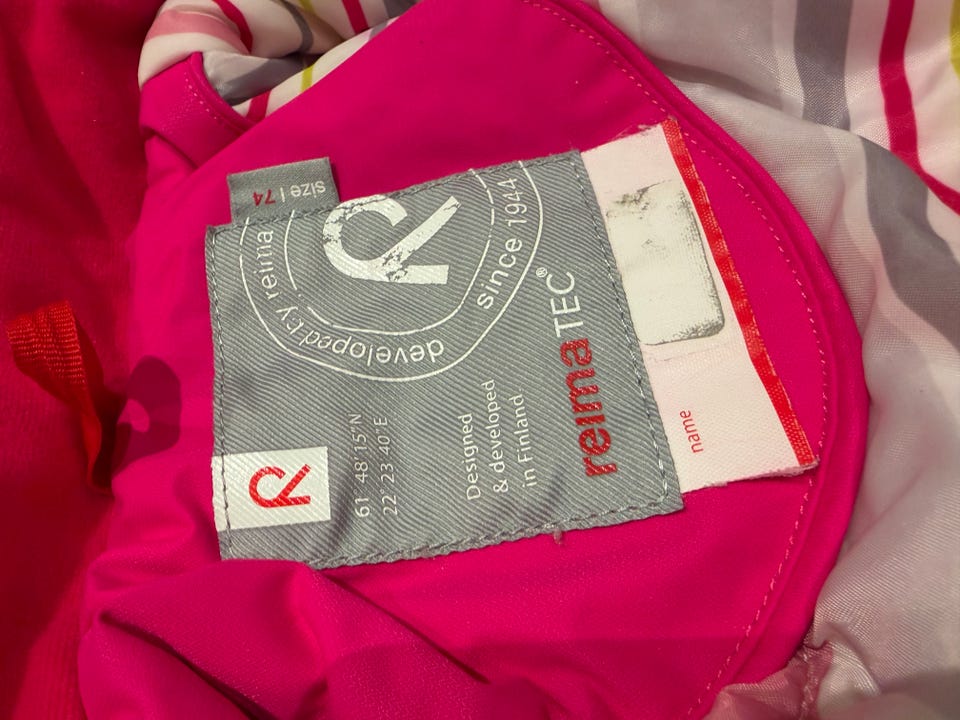 size | 74
R
developed by reima
since 1944
R
61 48'15"N
22 23'40"E
Designed
& developed
in Finland.
reima TEC®
name